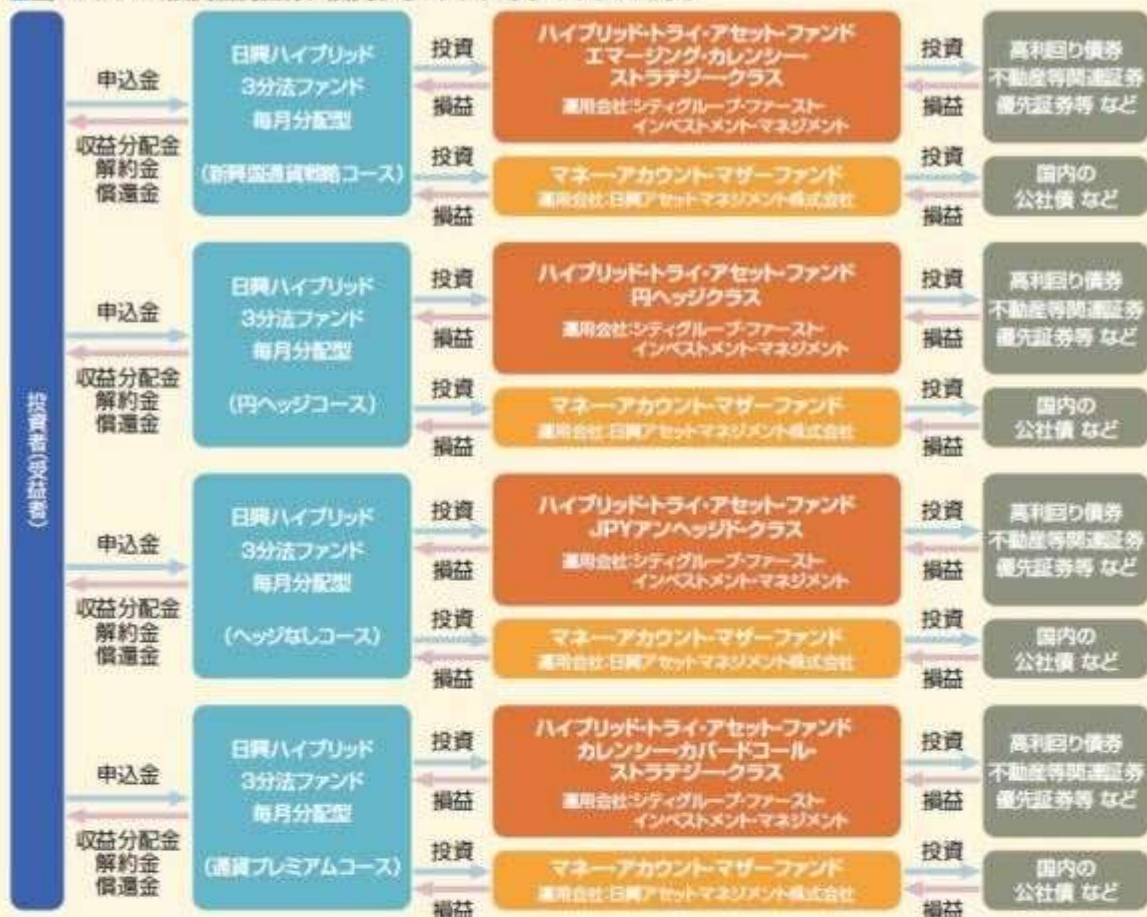 投資者(受益者)
申込金
収益分配金
解約金
償還金
日興ハイブリッド
3分法ファンド
毎月分配型
(新興国通貨戦略コース)
投資
損益
ハイブリッド・トライ・アセット・ファンド
エマージング・カレンシー・
ストラテジー・クラス
運用会社:シティグループ・ファースト・
インベストメント・マネジメント
投資
損益
高利回り債券
不動産等関連証券
優先証券等 など
投資
損益
マネー・アカウント・マザーファンド
運用会社:日興アセットマネジメント株式会社
投資
損益
国内の
公社債 など
申込金
収益分配金
解約金
償還金
日興ハイブリッド
3分法ファンド
毎月分配型
(円ヘッジコース)
投資
損益
ハイブリッド・トライ・アセット・ファンド
円ヘッジクラス
運用会社:シティグループ・ファースト・
インベストメント・マネジメント
投資
損益
高利回り債券
不動産等関連証券
優先証券等 など
投資
損益
マネー・アカウント・マザーファンド
運用会社:日興アセットマネジメント株式会社
投資
損益
国内の
公社債 など
申込金
収益分配金
解約金
償還金
日興ハイブリッド
3分法ファンド
毎月分配型
(ヘッジなしコース)
投資
損益
ハイブリッド・トライ・アセット・ファンド
JPYアンヘッジド・クラス
運用会社:シティグループ・ファースト・
インベストメント・マネジメント
投資
損益
高利回り債券
不動産等関連証券
優先証券等 など
投資
損益
マネー・アカウント・マザーファンド
運用会社:日興アセットマネジメント株式会社
投資
損益
国内の
公社債 など
申込金
収益分配金
解約金
償還金
日興ハイブリッド
3分法ファンド
毎月分配型
(通貨プレミアムコース)
投資
損益
ハイブリッド・トライ・アセット・ファンド
カレンシー・カバードコール・
ストラテジー・クラス
運用会社:シティグループ・ファースト・
インベストメント・マネジメント
投資
損益
高利回り債券
不動産等関連証券
優先証券等 など
投資
損益
マネー・アカウント・マザーファンド
運用会社:日興アセットマネジメント株式会社
投資
損益
国内の
公社債 など